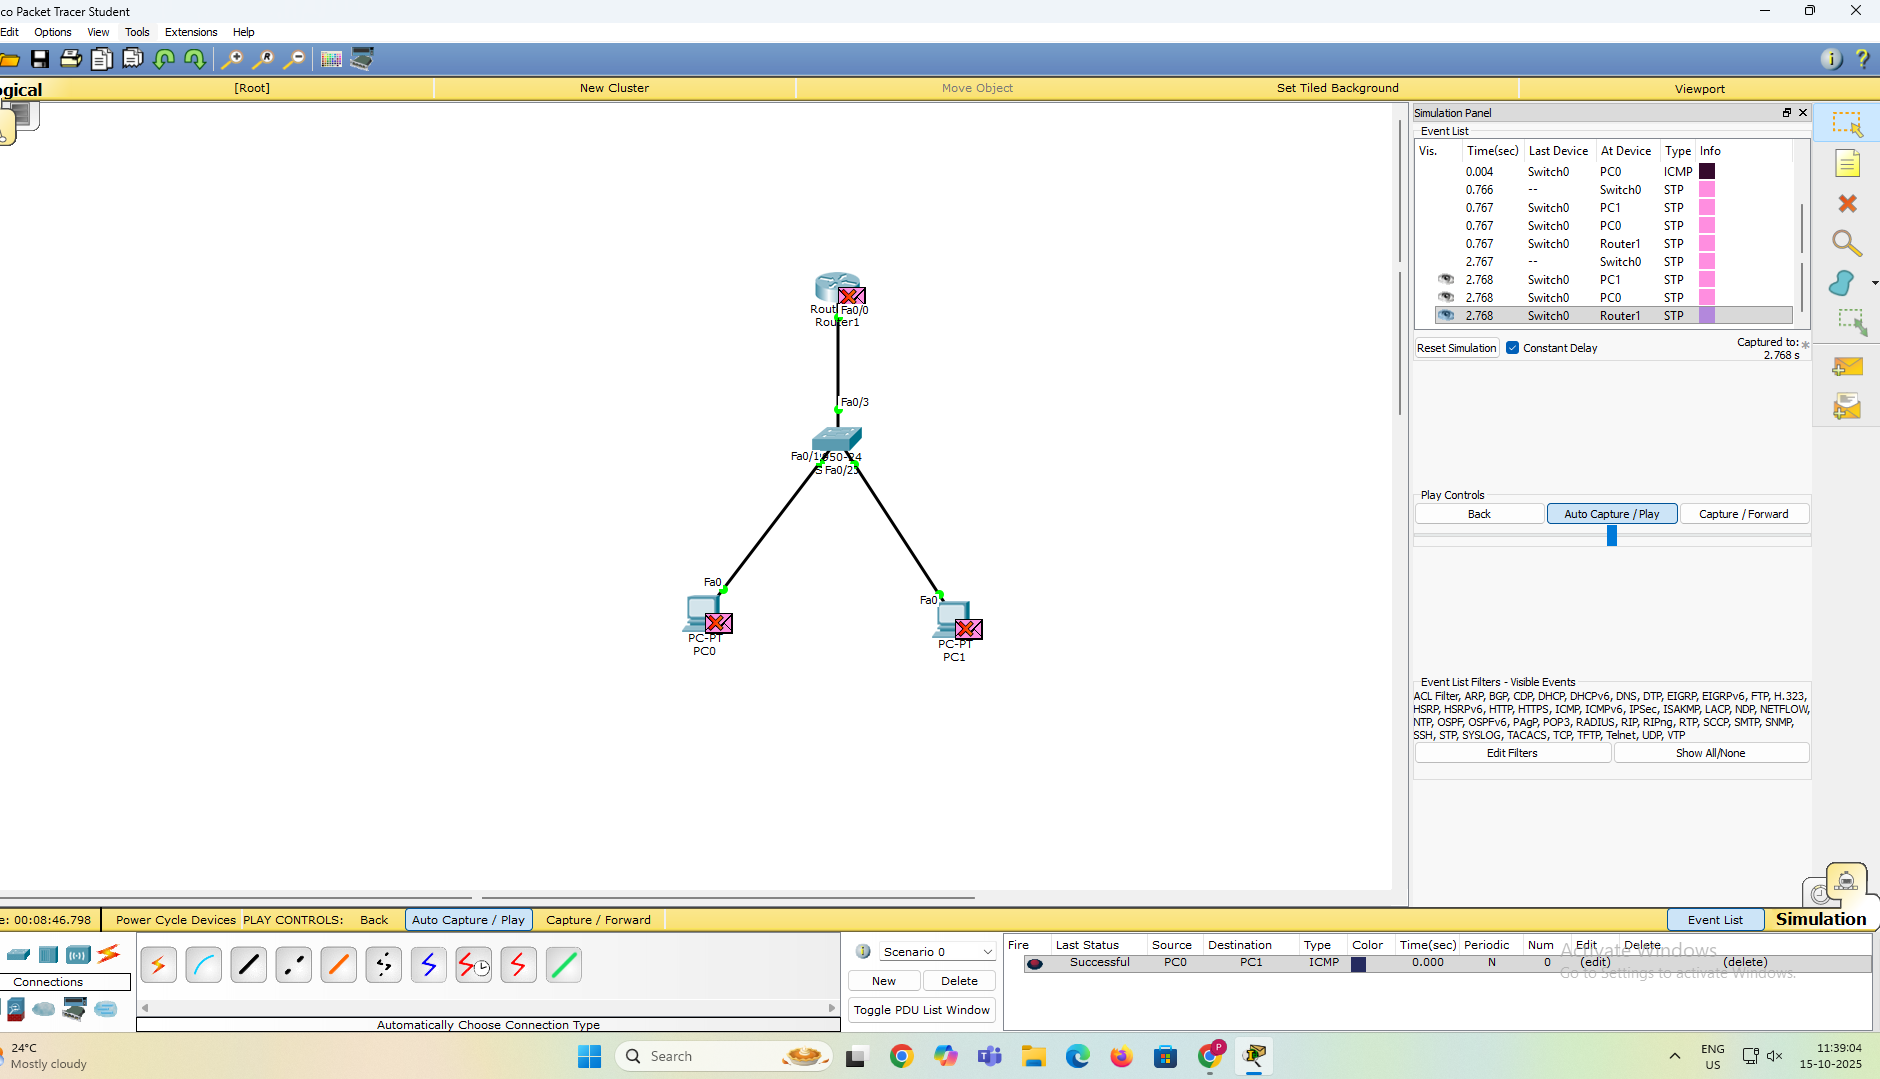 co Packet Tracer Student
Edit Options View Tools Extensions Help
gical [Root] New Cluster Move Object Set Tiled Background Viewport
Simulation Panel
Event List
Vis. Time(sec) Last Device At Device Type Info
0.004 Switch0 PC0 ICMP
0.766 -- Switch0 STP
0.767 Switch0 PC1 STP
0.767 Switch0 PC0 STP
0.767 Switch0 Router1 STP
2.767 -- Switch0 STP
2.768 Switch0 PC1 STP
2.768 Switch0 PC0 STP
2.768 Switch0 Router1 STP
Reset Simulation Constant Delay Captured to: *
2.768 s
Rout Fa0/0
Router1
Fa0/3
Fa0/1 950-24
S Fa0/25
Fa0
PC-PT
PC0
Fa0
PC-PT
PC1
Play Controls
Back Auto Capture / Play Capture / Forward
Event List Filters - Visible Events
ACL Filter, ARP, BGP, CDP, DHCP, DHCPv6, DNS, DTP, EIGRP, EIGRPv6, FTP, H.323,
HSRP, HSRPv6, HTTP, HTTPS, ICMP, ICMPv6, IPSec, ISAKMP, LACP, NDP, NETFLOW,
NTP, OSPF, OSPFv6, PAgP, POP3, RADIUS, RIP, RIPng, RTP, SCCP, SMTP, SNMP,
SSH, STP, SYSLOG, TACACS, TCP, TFTP, Telnet, UDP, VTP
Edit Filters Show All/None
e: 00:08:46.798 Power Cycle Devices PLAY CONTROLS: Back Auto Capture / Play Capture / Forward Event List Simulation
Connections
Automatically Choose Connection Type
Scenario 0
New Delete
Toggle PDU List Window
Fire Last Status Source Destination Type Color Time(sec) Periodic Num Edit Delete
Successful PC0 PC1 ICMP 0.000 N 0 (edit) (delete)
Activate Windows
Go to Settings to activate Windows.
24°C
Mostly cloudy
Search
P
ENG
US
11:39:04
15-10-2025